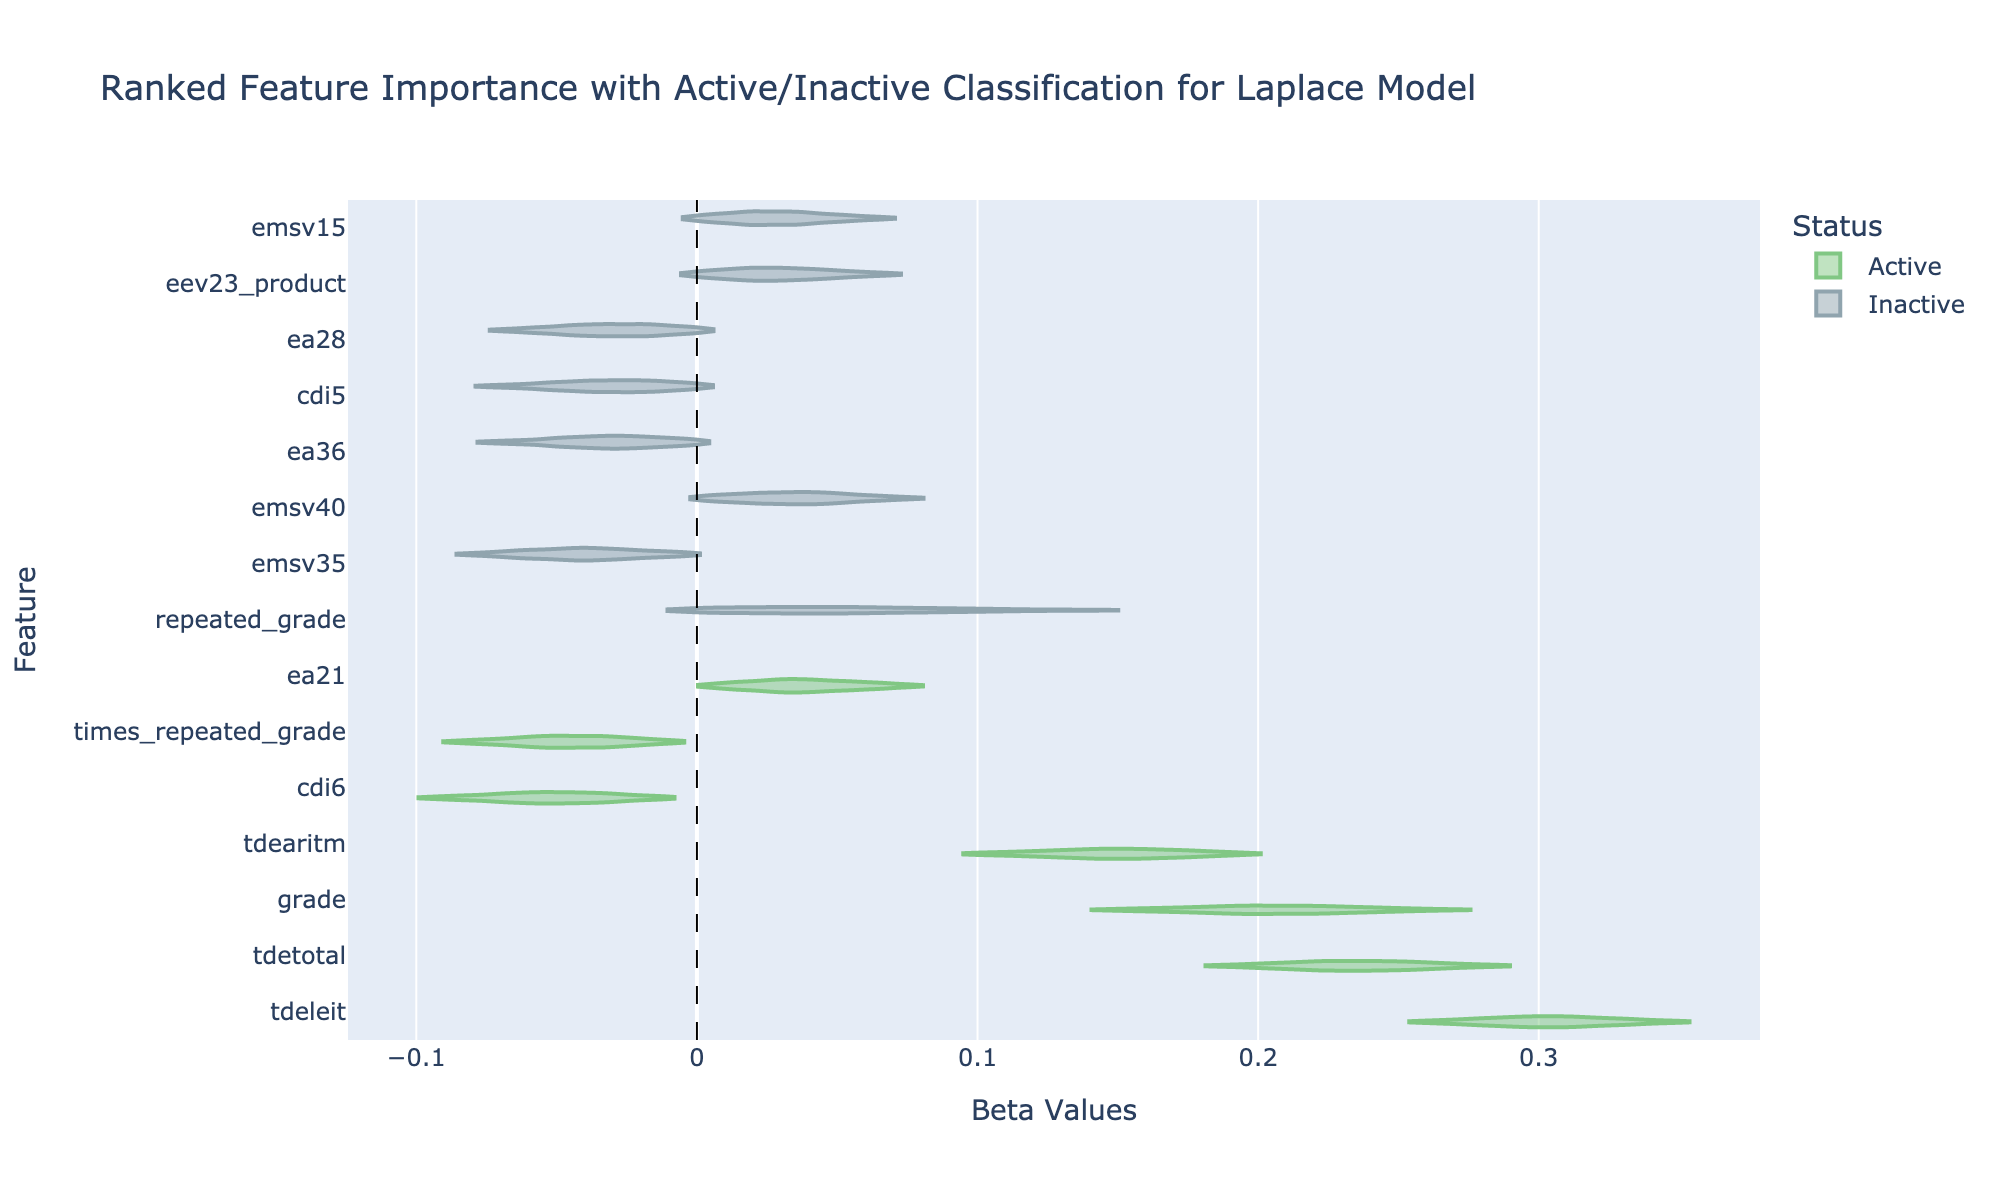 Ranked Feature Importance with Active/Inactive Classification for Laplace Model
Status
Active
Inactive
Feature
emsv15
eev23_product
ea28
cdi5
ea36
emsv40
emsv35
repeated_grade
ea21
times_repeated_grade
cdi6
tdearitm
grade
tdetotal
tdeleit
−0.1 0 0.1 0.2 0.3
Beta Values